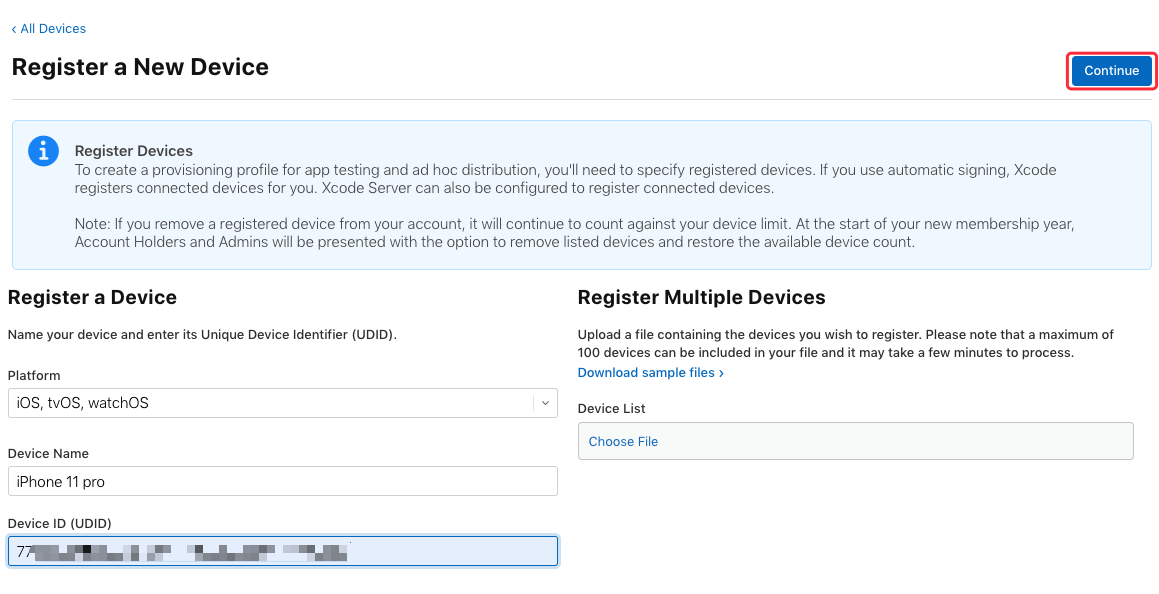 ‹ All Devices
Register a New Device
Continue
Register Devices
To create a provisioning profile for app testing and ad hoc distribution, you'll need to specify registered devices. If you use automatic signing, Xcode
registers connected devices for you. Xcode Server can also be configured to register connected devices.
Note: If you remove a registered device from your account, it will continue to count against your device limit. At the start of your new membership year,
Account Holders and Admins will be presented with the option to remove listed devices and restore the available device count.
Register a Device
Name your device and enter its Unique Device Identifier (UDID).
Platform
iOS, tvOS, watchOS
Device Name
iPhone 11 pro
Device ID (UDID)
77
Register Multiple Devices
Upload a file containing the devices you wish to register. Please note that a maximum of
100 devices can be included in your file and it may take a few minutes to process.
Download sample files ›
Device List
Choose File